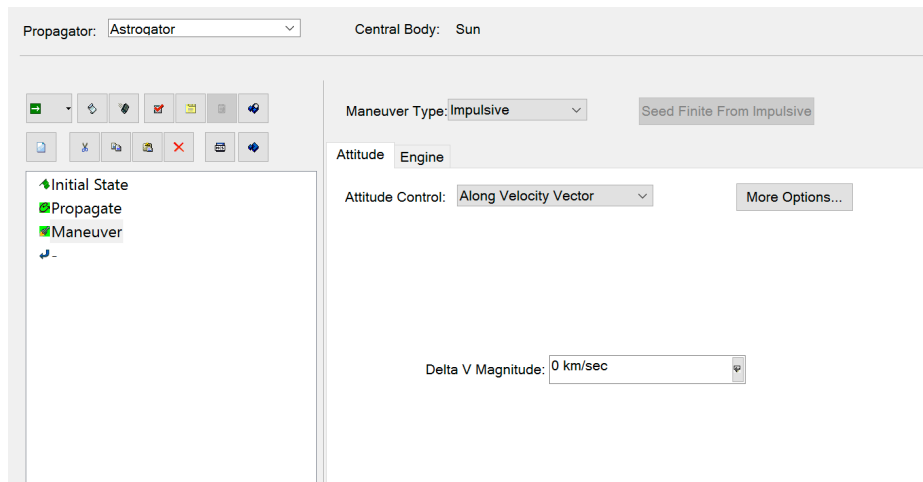 Propagator: Astrogator Central Body: Sun
Maneuver Type: Impulsive Seed Finite From Impulsive
Attitude Engine
Attitude Control: Along Velocity Vector More Options...
Initial State
Propagate
Maneuver
-
Delta V Magnitude: 0 km/sec